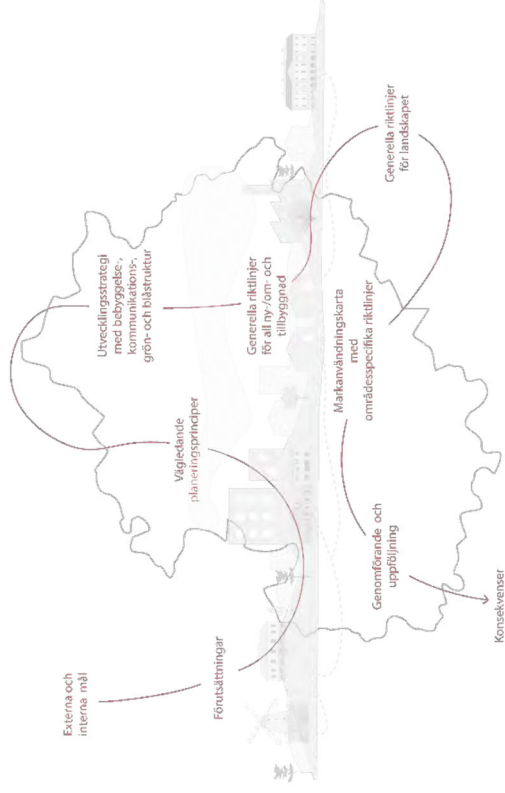 Externa och
interna mål
Förutsättningar
Vägledande
planeringsprinciper
Utvecklingsstrategi
med bebyggelse-,
kommunikations-,
grön- och blåstruktur
Generella riktlinjer
för all ny-/om- och
tillbyggnad
Generella riktlinjer
för landskapet
Markanvändningskarta
med
områdesspecifika riktlinjer
Genomförande och
uppföljning
Konsekvenser